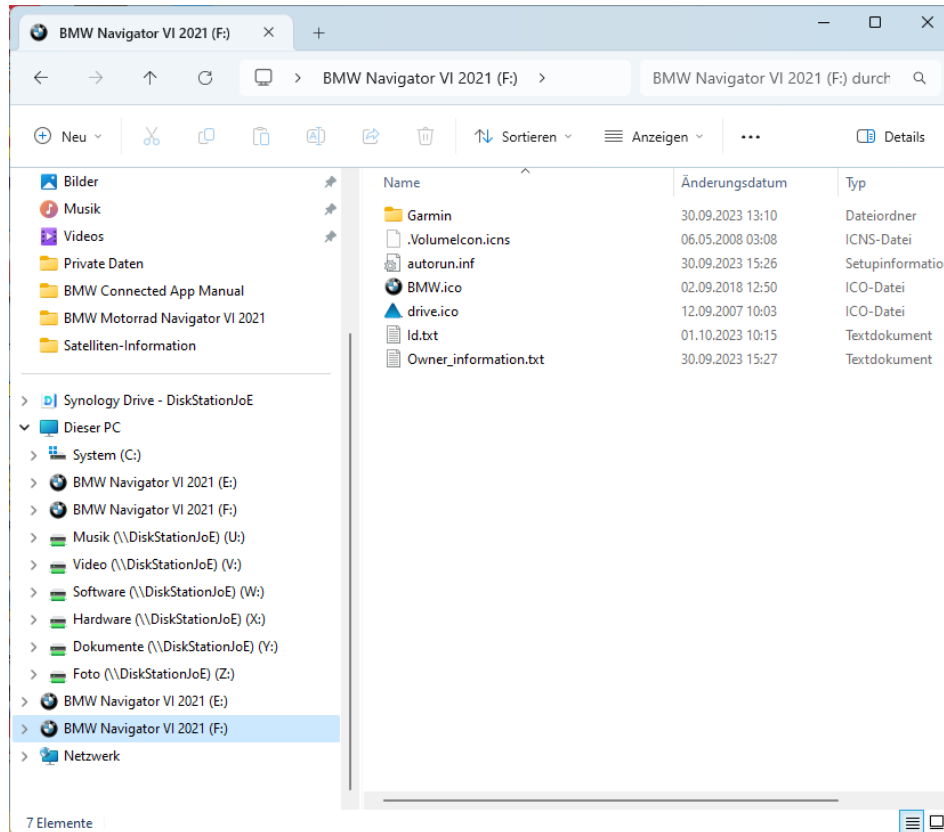 BMW Navigator VI 2021 (F:)
BMW Navigator VI 2021 (F:) BMW Navigator VI 2021 (F:) durch
Neu Sortieren Anzeigen Details
Bilder
Musik
Videos
Private Daten
BMW Connected App Manual
BMW Motorrad Navigator VI 2021
Satelliten-Information
Synology Drive - DiskStationJoE
Dieser PC
System (C:)
BMW Navigator VI 2021 (E:)
BMW Navigator VI 2021 (F:)
Musik (\\DiskStationJoE) (U:)
Video (\\DiskStationJoE) (V:)
Software (\\DiskStationJoE) (W:)
Hardware (\\DiskStationJoE) (X:)
Dokumente (\\DiskStationJoE) (Y:)
Foto (\\DiskStationJoE) (Z:)
BMW Navigator VI 2021 (E:)
BMW Navigator VI 2021 (F:)
Netzwerk
Name Änderungsdatum Typ
Garmin 30.09.2023 13:10 Dateiordner
.VolumeIcon.icns 06.05.2008 03:08 ICNS-Datei
autorun.inf 30.09.2023 15:26 Setupinformatio
BMW.ico 02.09.2018 12:50 ICO-Datei
drive.ico 12.09.2007 10:03 ICO-Datei
Id.txt 01.10.2023 10:15 Textdokument
Owner_information.txt 30.09.2023 15:27 Textdokument
7 Elemente